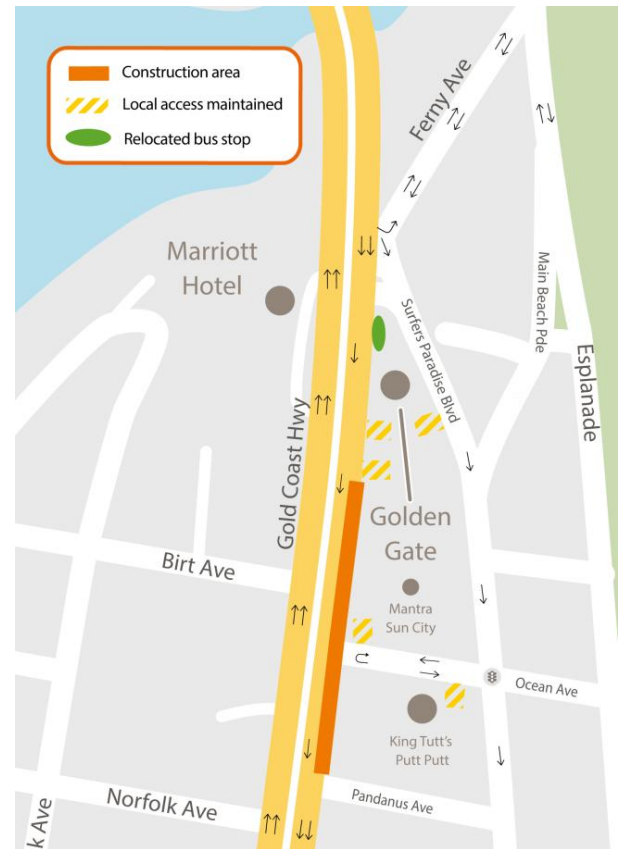 Construction area
Local access maintained
Relocated bus stop
Ferny Ave
Marriott
Hotel
Main Beach Pde
Surfers Paradise Blvd
Esplanade
Gold Coast Hwy
Golden
Gate
Birt Ave
Mantra
Sun City
Ocean Ave
King Tutt's
Putt Putt
Norfolk Ave
Pandanus Ave
k Ave